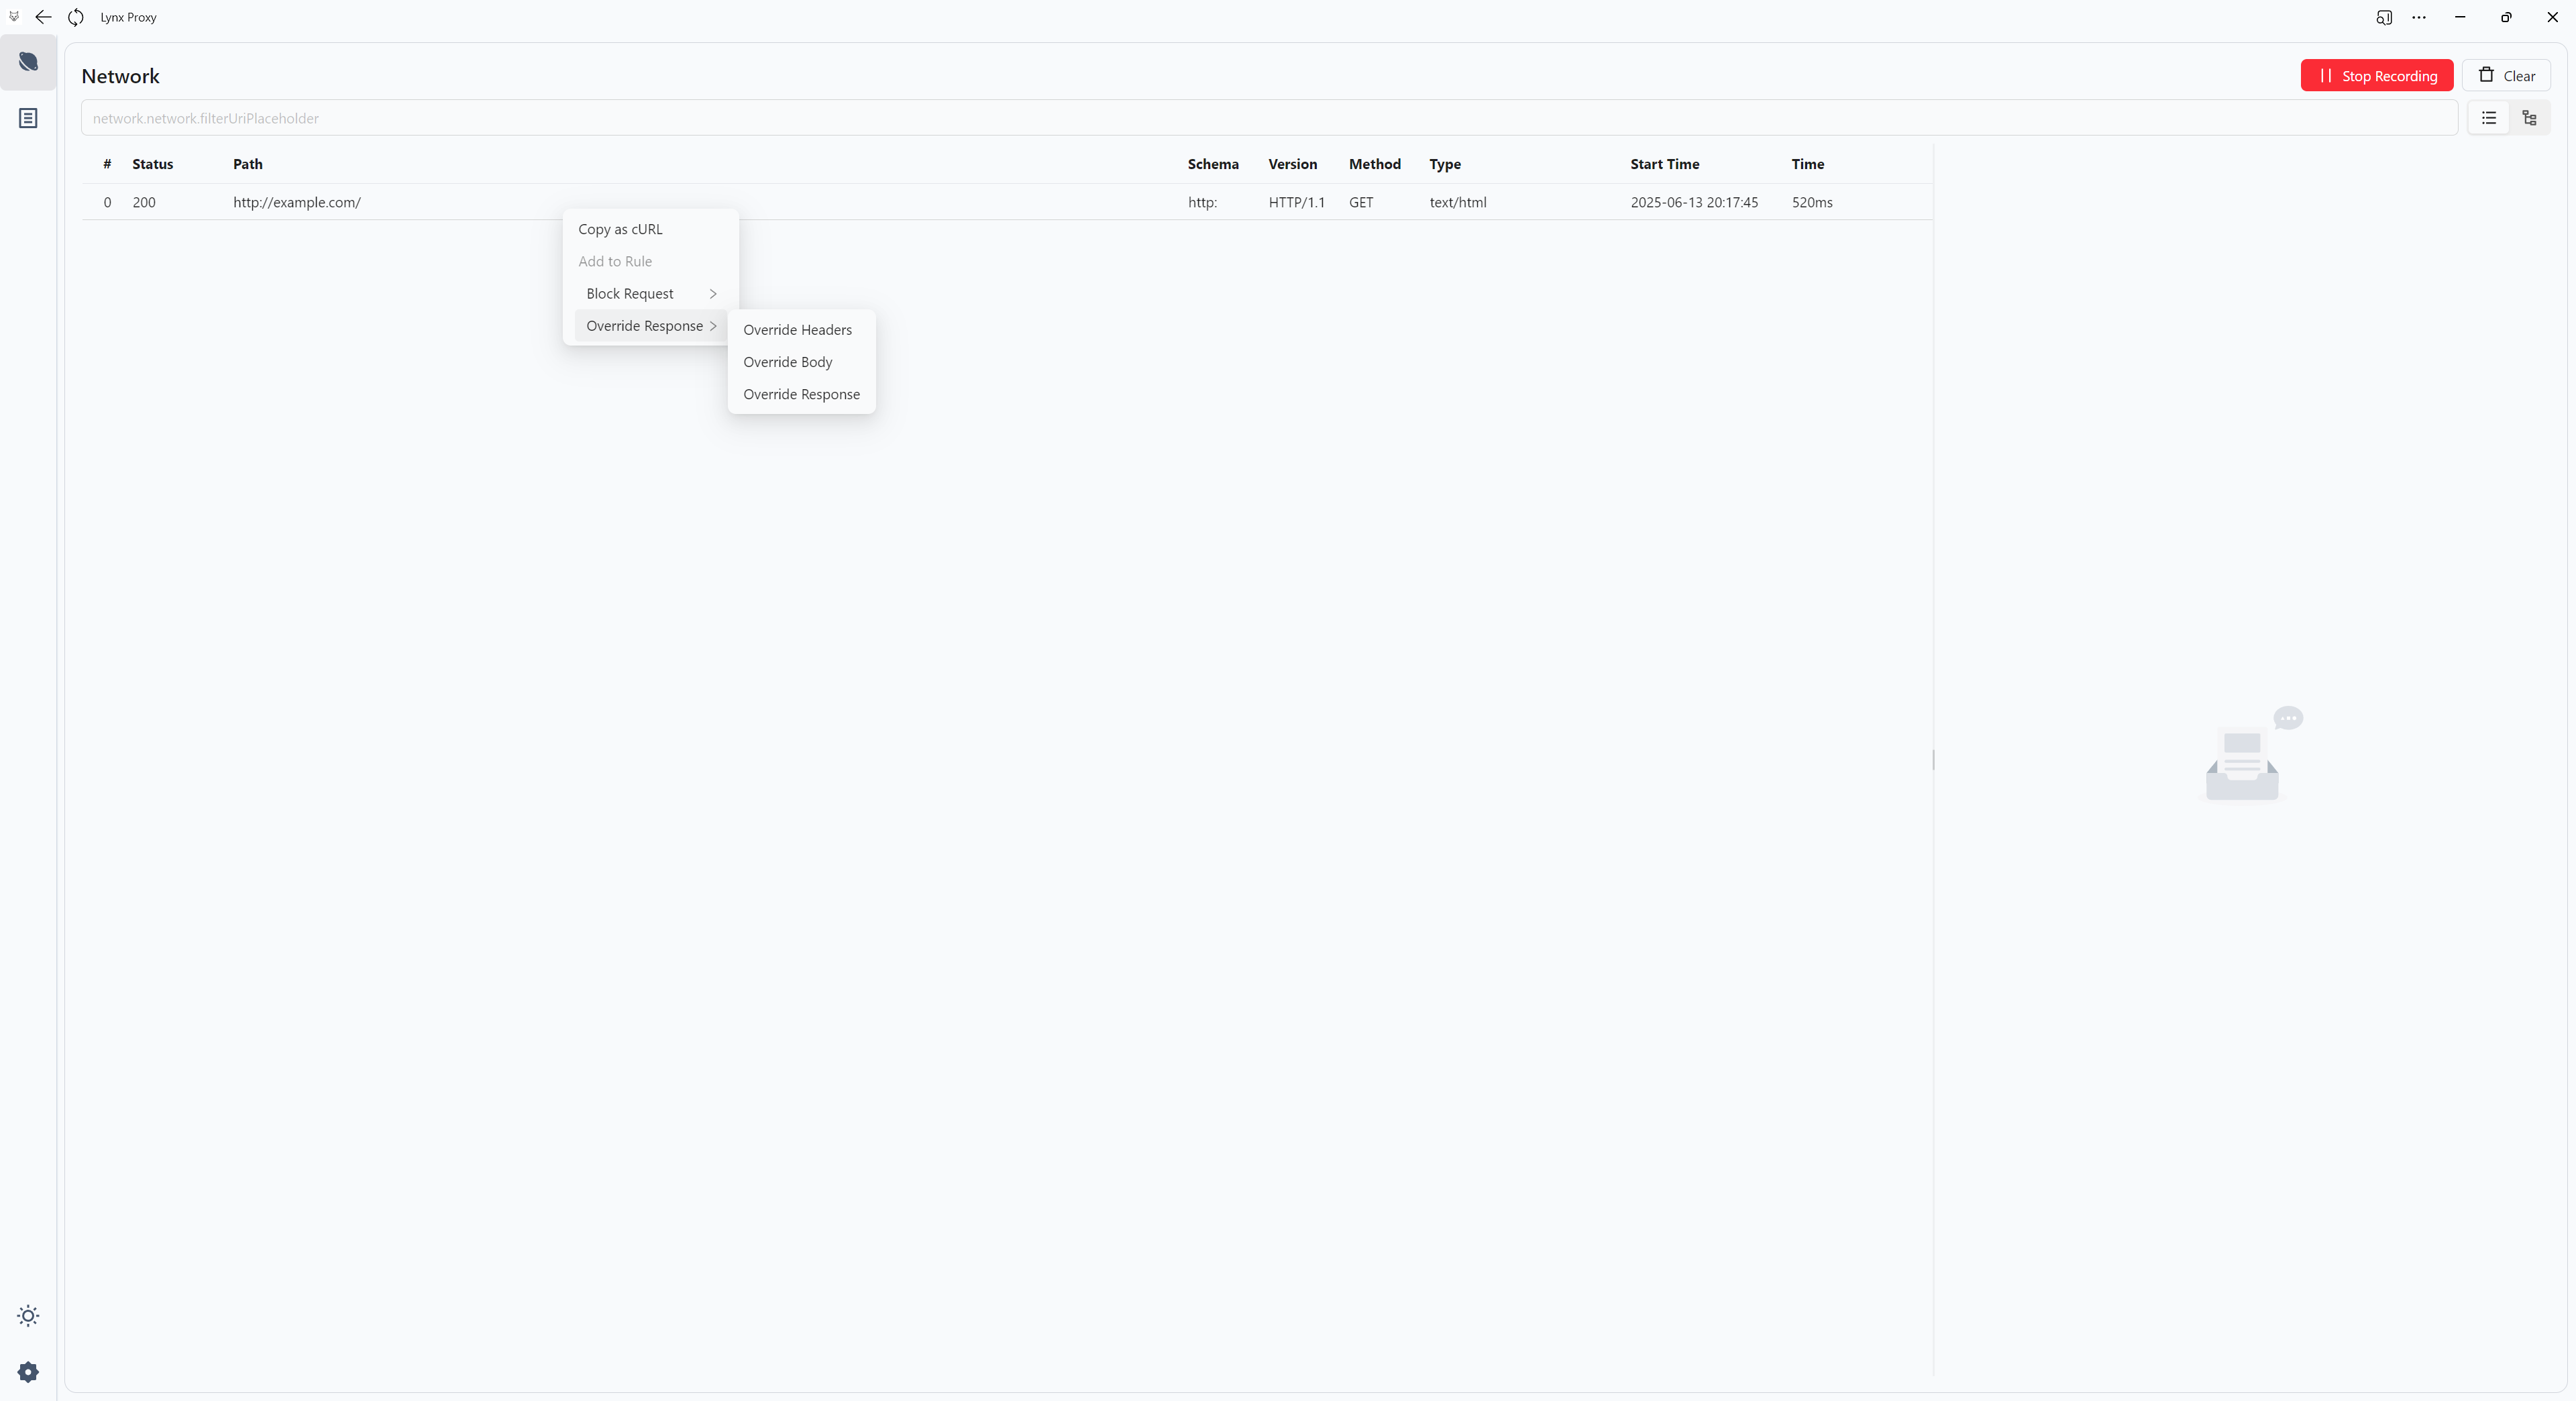 Lynx Proxy
Network
Stop Recording
Clear
network.network.filterUriPlaceholder
# Status Path Schema Version Method Type Start Time Time
0 200 http://example.com/ http: HTTP/1.1 GET text/html 2025-06-13 20:17:45 520ms
Copy as cURL
Add to Rule
Block Request
Override Response
Override Headers
Override Body
Override Response